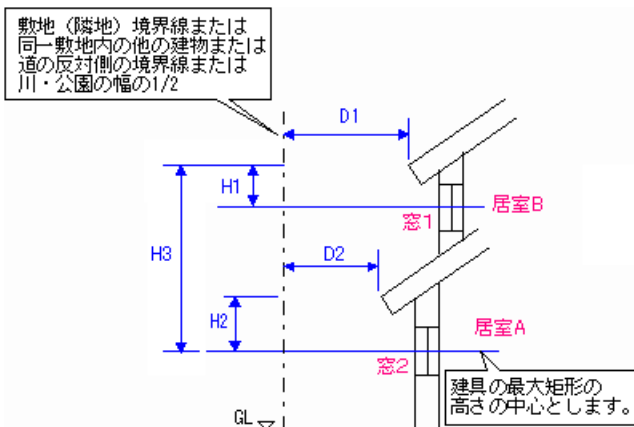 敷地（隣地）境界線または
同一敷地内の他の建物または
道の反対側の境界線または
川・公園の幅の1/2
D1
H1
居室B
窓1
H3
D2
H2
居室A
窓2
建具の最大矩形の
高さの中心とします。
GL